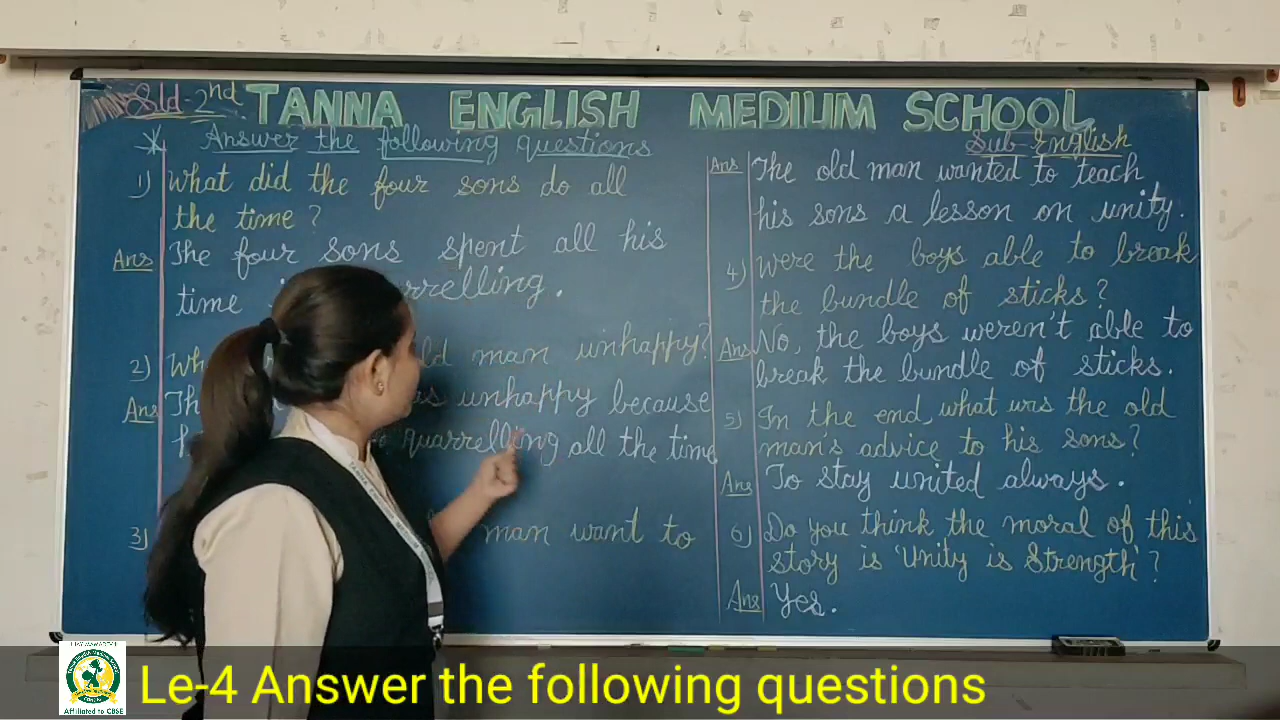 Std-2nd TANNA ENGLISH MEDIUM SCHOOL
Answer the following questions
Sub-English
1) What did the four sons do all
the time?
Ans The four sons spent all his
time rrelling.
2) Wh ld man unhappy?
Ans Th as unhappy because
quarrelling all the time
3) man want to
Ans The old man wanted to teach
his sons a lesson on unity.
4) Were the boys able to break
the bundle of sticks?
Ans No, the boys weren't able to
break the bundle of sticks.
5) In the end, what was the old
man's advice to his sons?
Ans To stay united always.
6) Do you think the moral of this
story is 'Unity is Strength'?
Ans Yes.
Affiliated to CBSE
Le-4 Answer the following questions